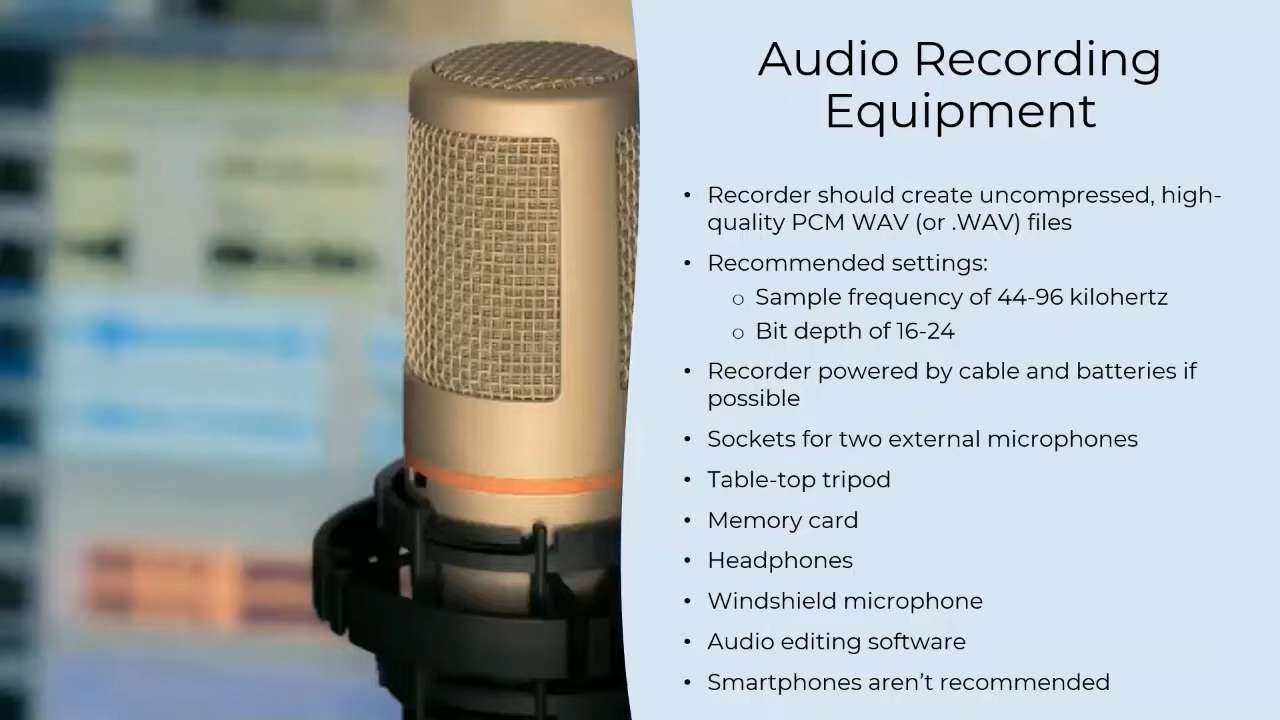 Audio Recording
Equipment
• Recorder should create uncompressed, high-
quality PCM WAV (or .WAV) files
• Recommended settings:
o Sample frequency of 44-96 kilohertz
o Bit depth of 16-24
• Recorder powered by cable and batteries if
possible
• Sockets for two external microphones
• Table-top tripod
• Memory card
• Headphones
• Windshield microphone
• Audio editing software
• Smartphones aren’t recommended